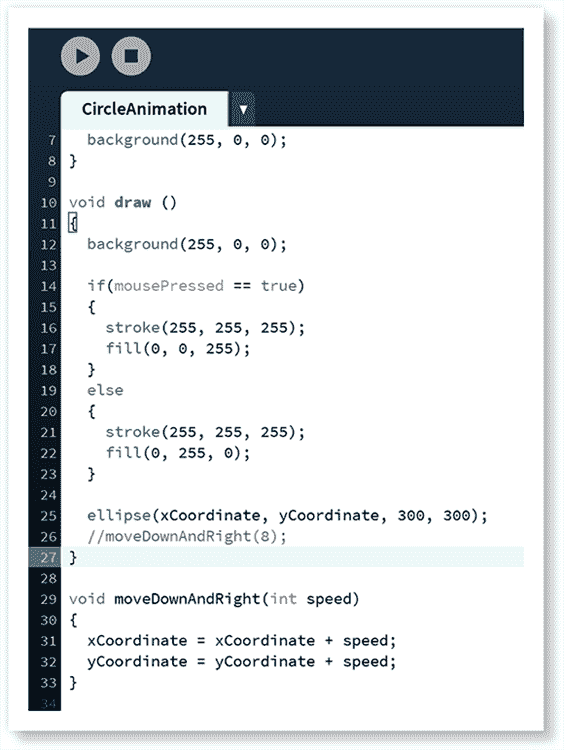 CircleAnimation
7 background(255, 0, 0);
8 }
9
10 void draw ()
11 {
12 background(255, 0, 0);
13
14 if(mousePressed == true)
15 {
16 stroke(255, 255, 255);
17 fill(0, 0, 255);
18 }
19 else
20 {
21 stroke(255, 255, 255);
22 fill(0, 255, 0);
23 }
24
25 ellipse(xCoordinate, yCoordinate, 300, 300);
26 //moveDownAndRight(8);
27 }
28
29 void moveDownAndRight(int speed)
30 {
31 xCoordinate = xCoordinate + speed;
32 yCoordinate = yCoordinate + speed;
33 }
34